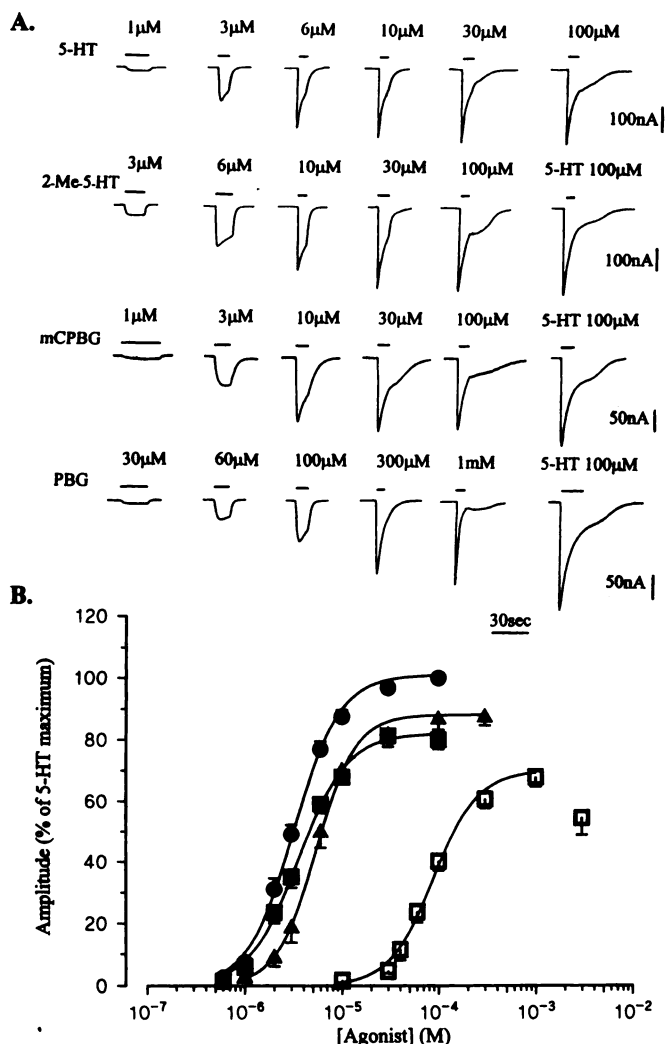 A.
1μM 3μM 6μM 10μM 30μM 100μM
5-HT
100nA
3μM 6μM 10μM 30μM 100μM 5-HT 100μM
2-Me-5-HT
100nA
1μM 3μM 10μM 30μM 100μM 5-HT 100μM
mCPBG
50nA
30μM 60μM 100μM 300μM 1mM 5-HT 100μM
PBG
50nA
B.
30sec
120
100
80
60
40
20
0
Amplitude (% of 5-HT maximum)
10⁻⁷ 10⁻⁶ 10⁻⁵ 10⁻⁴ 10⁻³ 10⁻²
[Agonist] (M)